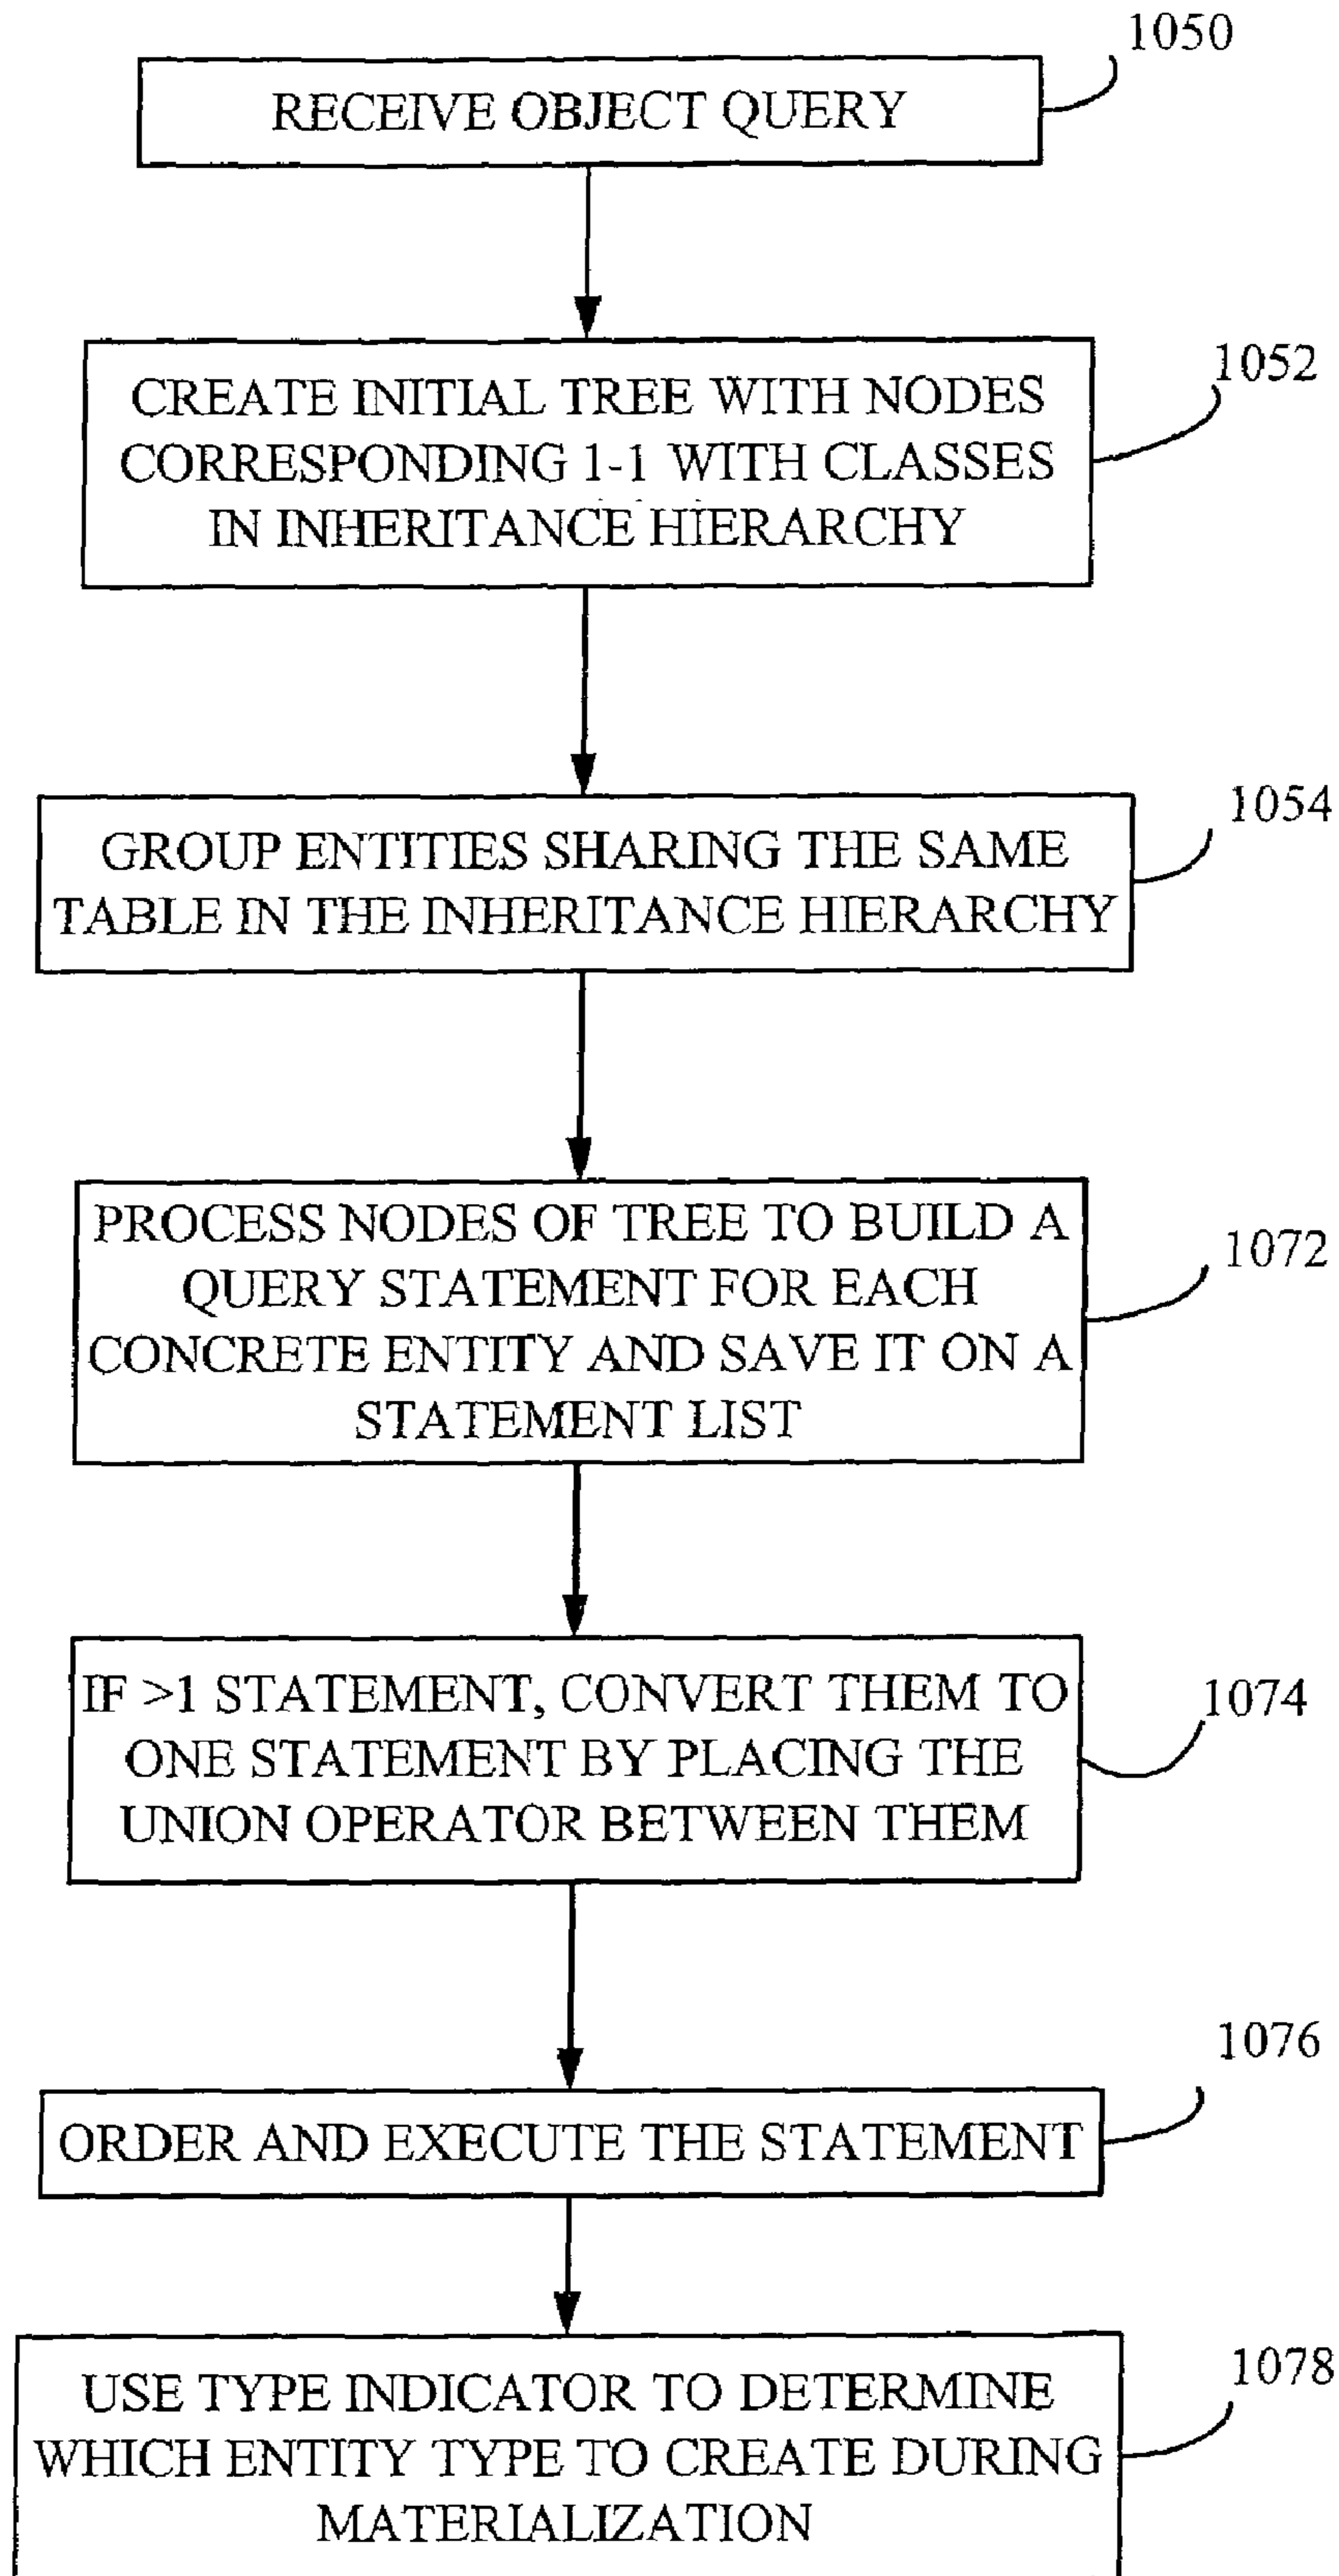 1050
RECEIVE OBJECT QUERY
1052
CREATE INITIAL TREE WITH NODES
CORRESPONDING 1-1 WITH CLASSES
IN INHERITANCE HIERARCHY
1054
GROUP ENTITIES SHARING THE SAME
TABLE IN THE INHERITANCE HIERARCHY
PROCESS NODES OF TREE TO BUILD A
1072
QUERY STATEMENT FOR EACH
CONCRETE ENTITY AND SAVE IT ON A
STATEMENT LIST
IF >1 STATEMENT, CONVERT THEM TO
1074
ONE STATEMENT BY PLACING THE
UNION OPERATOR BETWEEN THEM
1076
ORDER AND EXECUTE THE STATEMENT
1078
USE TYPE INDICATOR TO DETERMINE
WHICH ENTITY TYPE TO CREATE DURING
MATERIALIZATION